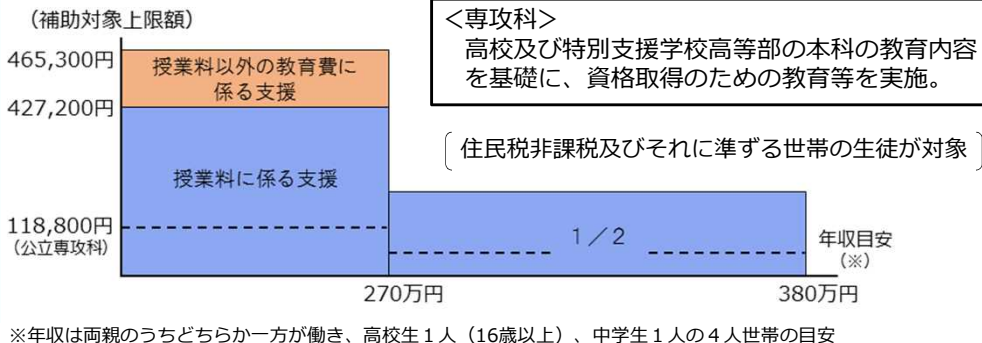 （補助対象上限額）
465,300円
授業料以外の教育費に
係る支援
427,200円
授業料に係る支援
118,800円
（公立専攻科）
＜専攻科＞
高校及び特別支援学校高等部の本科の教育内容
を基礎に、資格取得のための教育等を実施。
住民税非課税及びそれに準ずる世帯の生徒が対象
１／２
年収目安
（※）
270万円
380万円
※年収は両親のうちどちらか一方が働き、高校生１人（16歳以上）、中学生１人の４人世帯の目安